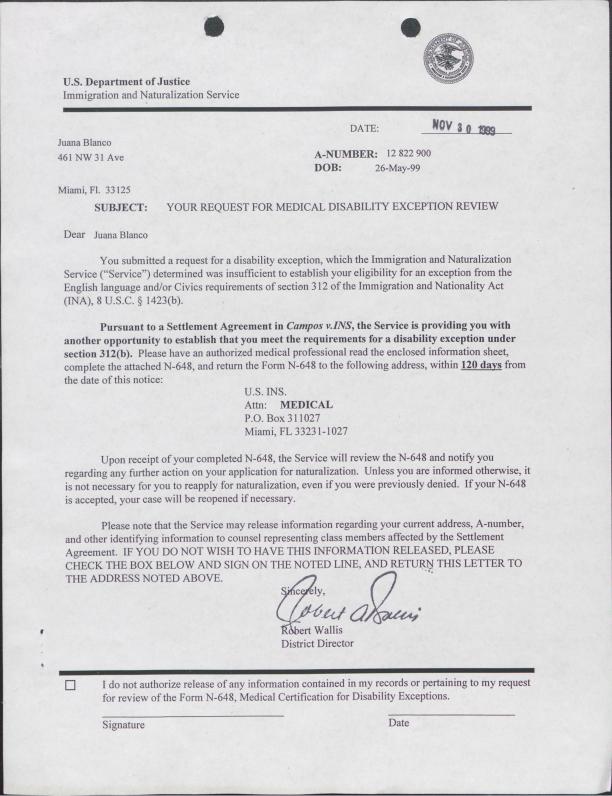 U.S. Department of Justice
Immigration and Naturalization Service
DATE: NOV 30 1999
Juana Blanco
461 NW 31 Ave
A-NUMBER: 12 822 900
DOB: 26-May-99
Miami, Fl. 33125
SUBJECT: YOUR REQUEST FOR MEDICAL DISABILITY EXCEPTION REVIEW
Dear Juana Blanco
You submitted a request for a disability exception, which the Immigration and Naturalization
Service ("Service") determined was insufficient to establish your eligibility for an exception from the
English language and/or Civics requirements of section 312 of the Immigration and Nationality Act
(INA), 8 U.S.C. § 1423(b).
Pursuant to a Settlement Agreement in Campos v.INS, the Service is providing you with
another opportunity to establish that you meet the requirements for a disability exception under
section 312(b). Please have an authorized medical professional read the enclosed information sheet,
complete the attached N-648, and return the Form N-648 to the following address, within 120 days from
the date of this notice:
U.S. INS.
Attn: MEDICAL
P.O. Box 311027
Miami, FL 33231-1027
Upon receipt of your completed N-648, the Service will review the N-648 and notify you
regarding any further action on your application for naturalization. Unless you are informed otherwise, it
is not necessary for you to reapply for naturalization, even if you were previously denied. If your N-648
is accepted, your case will be reopened if necessary.
Please note that the Service may release information regarding your current address, A-number,
and other identifying information to counsel representing class members affected by the Settlement
Agreement. IF YOU DO NOT WISH TO HAVE THIS INFORMATION RELEASED, PLEASE
CHECK THE BOX BELOW AND SIGN ON THE NOTED LINE, AND RETURN THIS LETTER TO
THE ADDRESS NOTED ABOVE.
Sincerely,
Robert Wallis
District Director
I do not authorize release of any information contained in my records or pertaining to my request
for review of the Form N-648, Medical Certification for Disability Exceptions.
Signature
Date